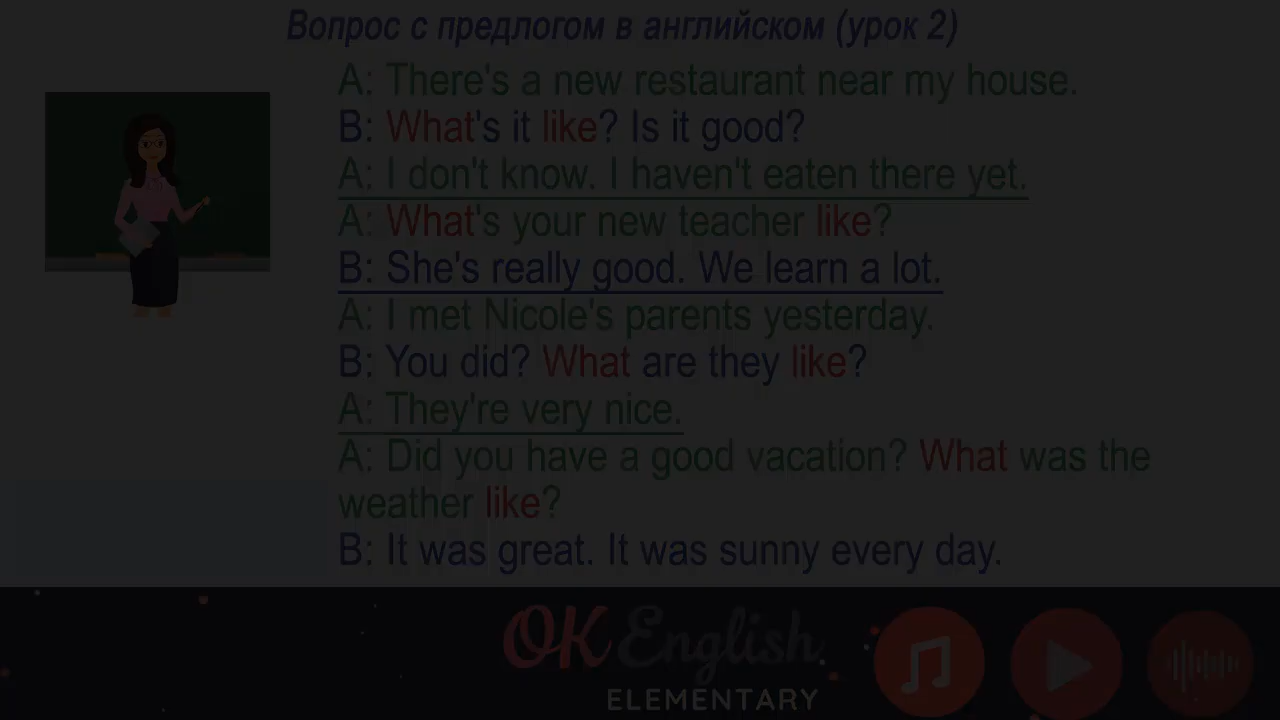 Вопрос с предлогом в английском (урок 2)
A: There's a new restaurant near my house.
B: What's it like? Is it good?
A: I don't know. I haven't eaten there yet.
A: What's your new teacher like?
B: She's really good. We learn a lot.
A: I met Nicole's parents yesterday.
B: You did? What are they like?
A: They're very nice.
A: Did you have a good vacation? What was the
weather like?
B: It was great. It was sunny every day.
OK English
ELEMENTARY